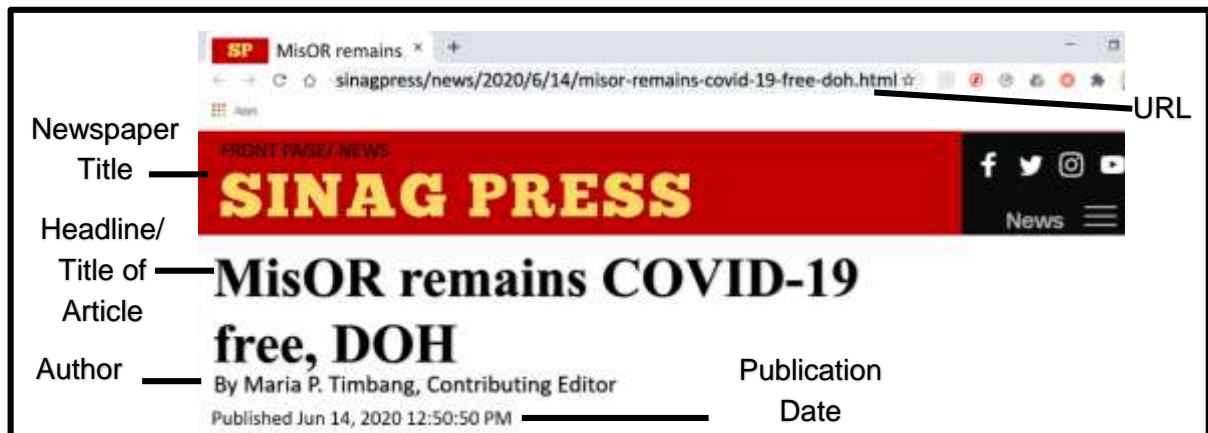 SP MisOR remains × +
sinagpress/news/2020/6/14/misor-remains-covid-19-free-doh.html
Apps
URL
Newspaper
Title
FRONT PAGE/ NEWS
SINAG PRESS
News
Headline/
Title of
Article
MisOR remains COVID-19
free, DOH
Author
By Maria P. Timbang, Contributing Editor
Published Jun 14, 2020 12:50:50 PM
Publication
Date